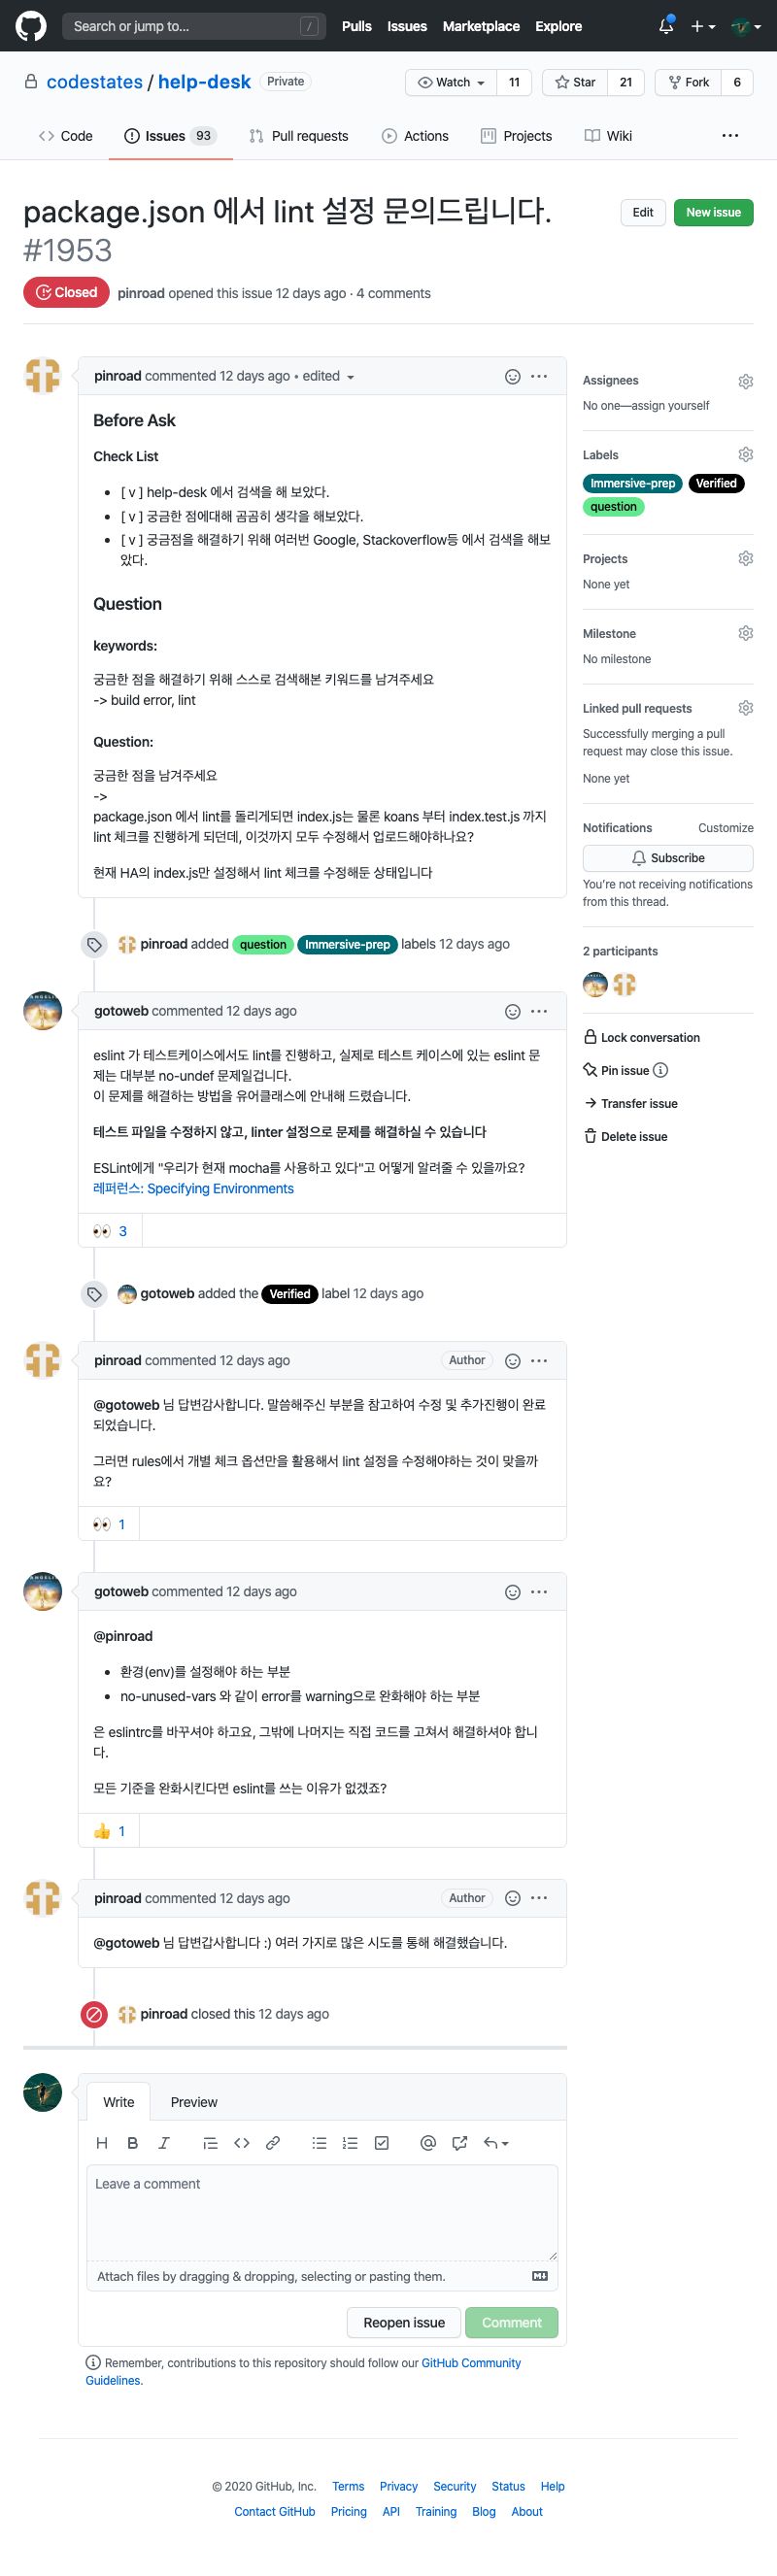 Search or jump to...
/
Pulls Issues Marketplace Explore
codestates / help-desk Private
Watch 11 Star 21 Fork 6
Code Issues 93 Pull requests Actions Projects Wiki
package.json 에서 lint 설정 문의드립니다.
#1953
Edit New issue
Closed pinroad opened this issue 12 days ago · 4 comments
pinroad commented 12 days ago • edited
Before Ask
Check List
[ v ] help-desk 에서 검색을 해 보았다.
[ v ] 궁금한 점에대해 곰곰히 생각을 해보았다.
[ v ] 궁금점을 해결하기 위해 여러번 Google, Stackoverflow등 에서 검색을 해보
았다.
Question
keywords:
궁금한 점을 해결하기 위해 스스로 검색해본 키워드를 남겨주세요
-> build error, lint
Question:
궁금한 점을 남겨주세요
->
package.json 에서 lint를 돌리게되면 index.js는 물론 koans 부터 index.test.js 까지
lint 체크를 진행하게 되던데, 이것까지 모두 수정해서 업로드해야하나요?
현재 HA의 index.js만 설정해서 lint 체크를 수정해둔 상태입니다
Assignees
No one—assign yourself
Labels
Immersive-prep Verified
question
Projects
None yet
Milestone
No milestone
Linked pull requests
Successfully merging a pull
request may close this issue.
None yet
Notifications Customize
Subscribe
You're not receiving notifications
from this thread.
2 participants
Lock conversation
Pin issue
Transfer issue
Delete issue
pinroad added question Immersive-prep labels 12 days ago
gotoweb commented 12 days ago
eslint 가 테스트케이스에서도 lint를 진행하고, 실제로 테스트 케이스에 있는 eslint 문
제는 대부분 no-undef 문제일겁니다.
이 문제를 해결하는 방법을 유어클래스에 안내해 드렸습니다.
테스트 파일을 수정하지 않고, linter 설정으로 문제를 해결하실 수 있습니다
ESLint에게 "우리가 현재 mocha를 사용하고 있다"고 어떻게 알려줄 수 있을까요?
레퍼런스: Specifying Environments
3
gotoweb added the Verified label 12 days ago
pinroad commented 12 days ago Author
@gotoweb 님 답변감사합니다. 말씀해주신 부분을 참고하여 수정 및 추가진행이 완료
되었습니다.
그러면 rules에서 개별 체크 옵션만을 활용해서 lint 설정을 수정해야하는 것이 맞을까
요?
1
gotoweb commented 12 days ago
@pinroad
환경(env)를 설정해야 하는 부분
no-unused-vars 와 같이 error를 warning으로 완화해야 하는 부분
은 eslintrc를 바꾸셔야 하고요, 그밖에 나머지는 직접 코드를 고쳐서 해결하셔야 합니
다.
모든 기준을 완화시킨다면 eslint를 쓰는 이유가 없겠죠?
1
pinroad commented 12 days ago Author
@gotoweb 님 답변갑사합니다 :) 여러 가지로 많은 시도를 통해 해결했습니다.
pinroad closed this 12 days ago
Write Preview
Leave a comment
Attach files by dragging & dropping, selecting or pasting them.
Reopen issue Comment
Remember, contributions to this repository should follow our GitHub Community
Guidelines.
© 2020 GitHub, Inc. Terms Privacy Security Status Help
Contact GitHub Pricing API Training Blog About